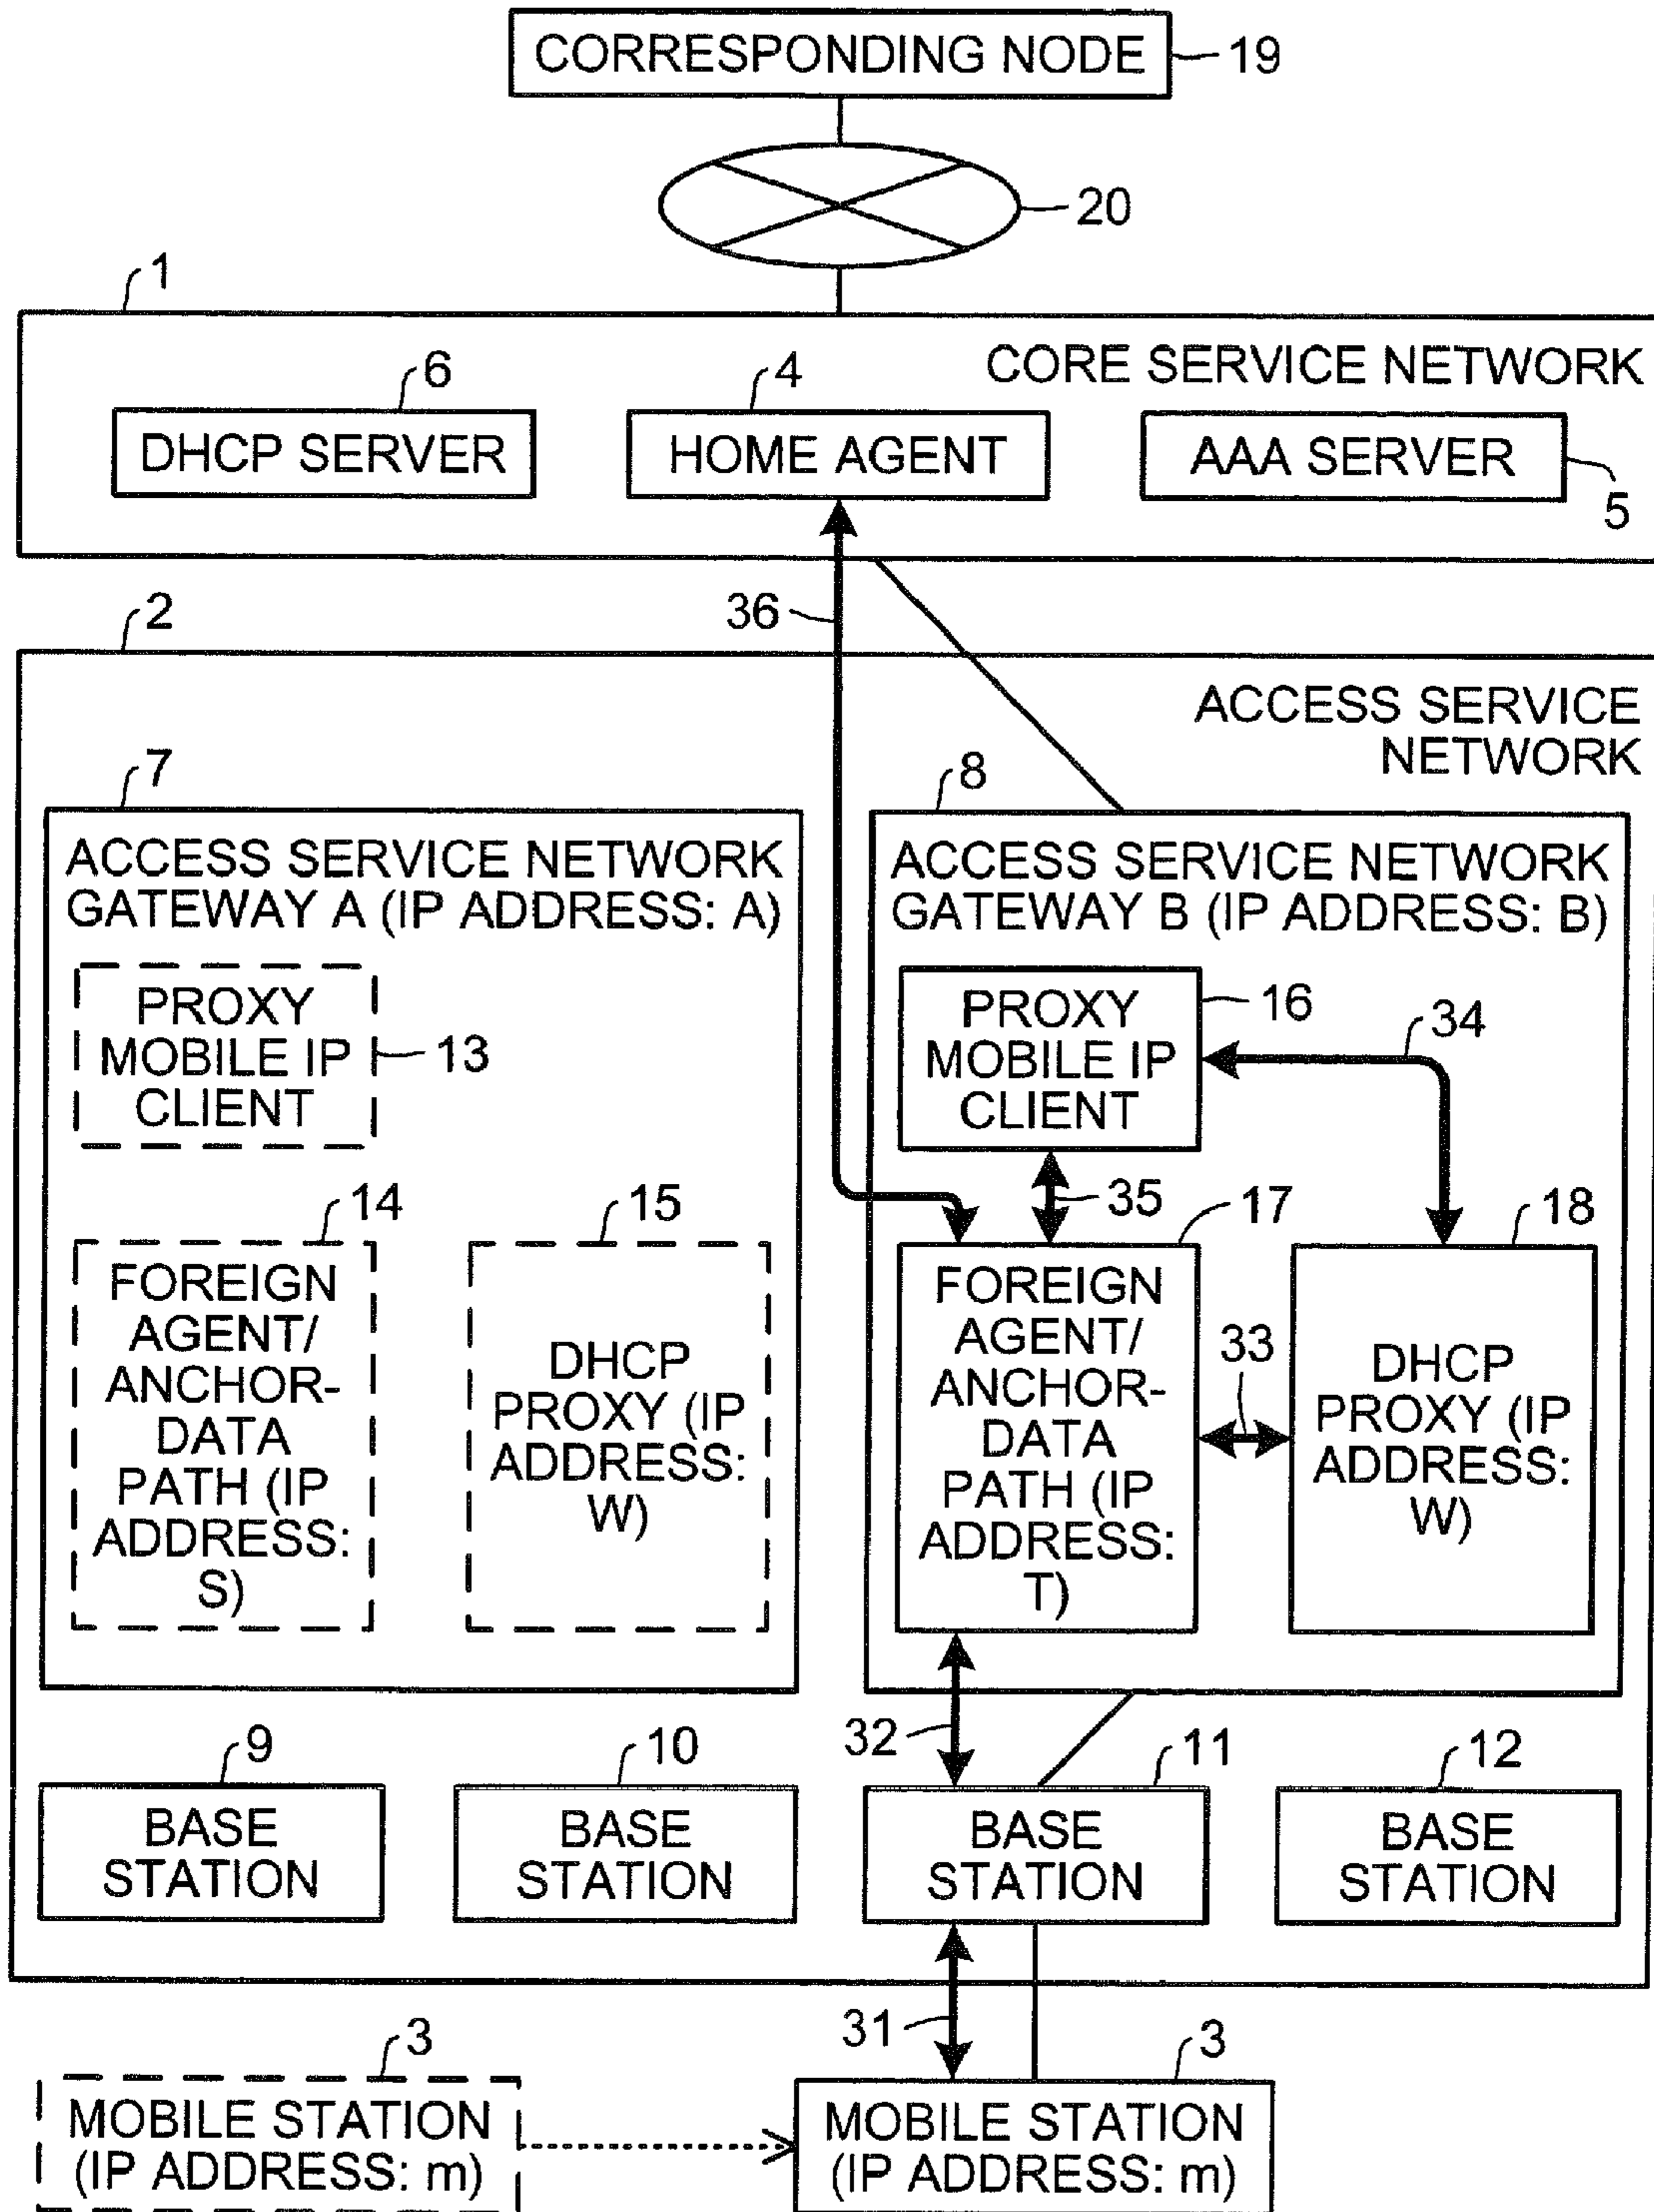 CORRESPONDING NODE
19
20
1
CORE SERVICE NETWORK
6
4
DHCP SERVER
HOME AGENT
AAA SERVER
5
36
2
ACCESS SERVICE
NETWORK
7
8
ACCESS SERVICE NETWORK
GATEWAY A (IP ADDRESS: A)
ACCESS SERVICE NETWORK
GATEWAY B (IP ADDRESS: B)
PROXY
MOBILE IP
CLIENT
13
PROXY
MOBILE IP
CLIENT
16
34
35
14
15
17
18
FOREIGN
AGENT/
ANCHOR-
DATA
PATH (IP
ADDRESS:
S)
DHCP
PROXY (IP
ADDRESS:
W)
FOREIGN
AGENT/
ANCHOR-
DATA
PATH (IP
ADDRESS:
T)
33
DHCP
PROXY (IP
ADDRESS:
W)
32
9
10
11
12
BASE
STATION
BASE
STATION
BASE
STATION
BASE
STATION
31
3
3
MOBILE STATION
(IP ADDRESS: m)
MOBILE STATION
(IP ADDRESS: m)